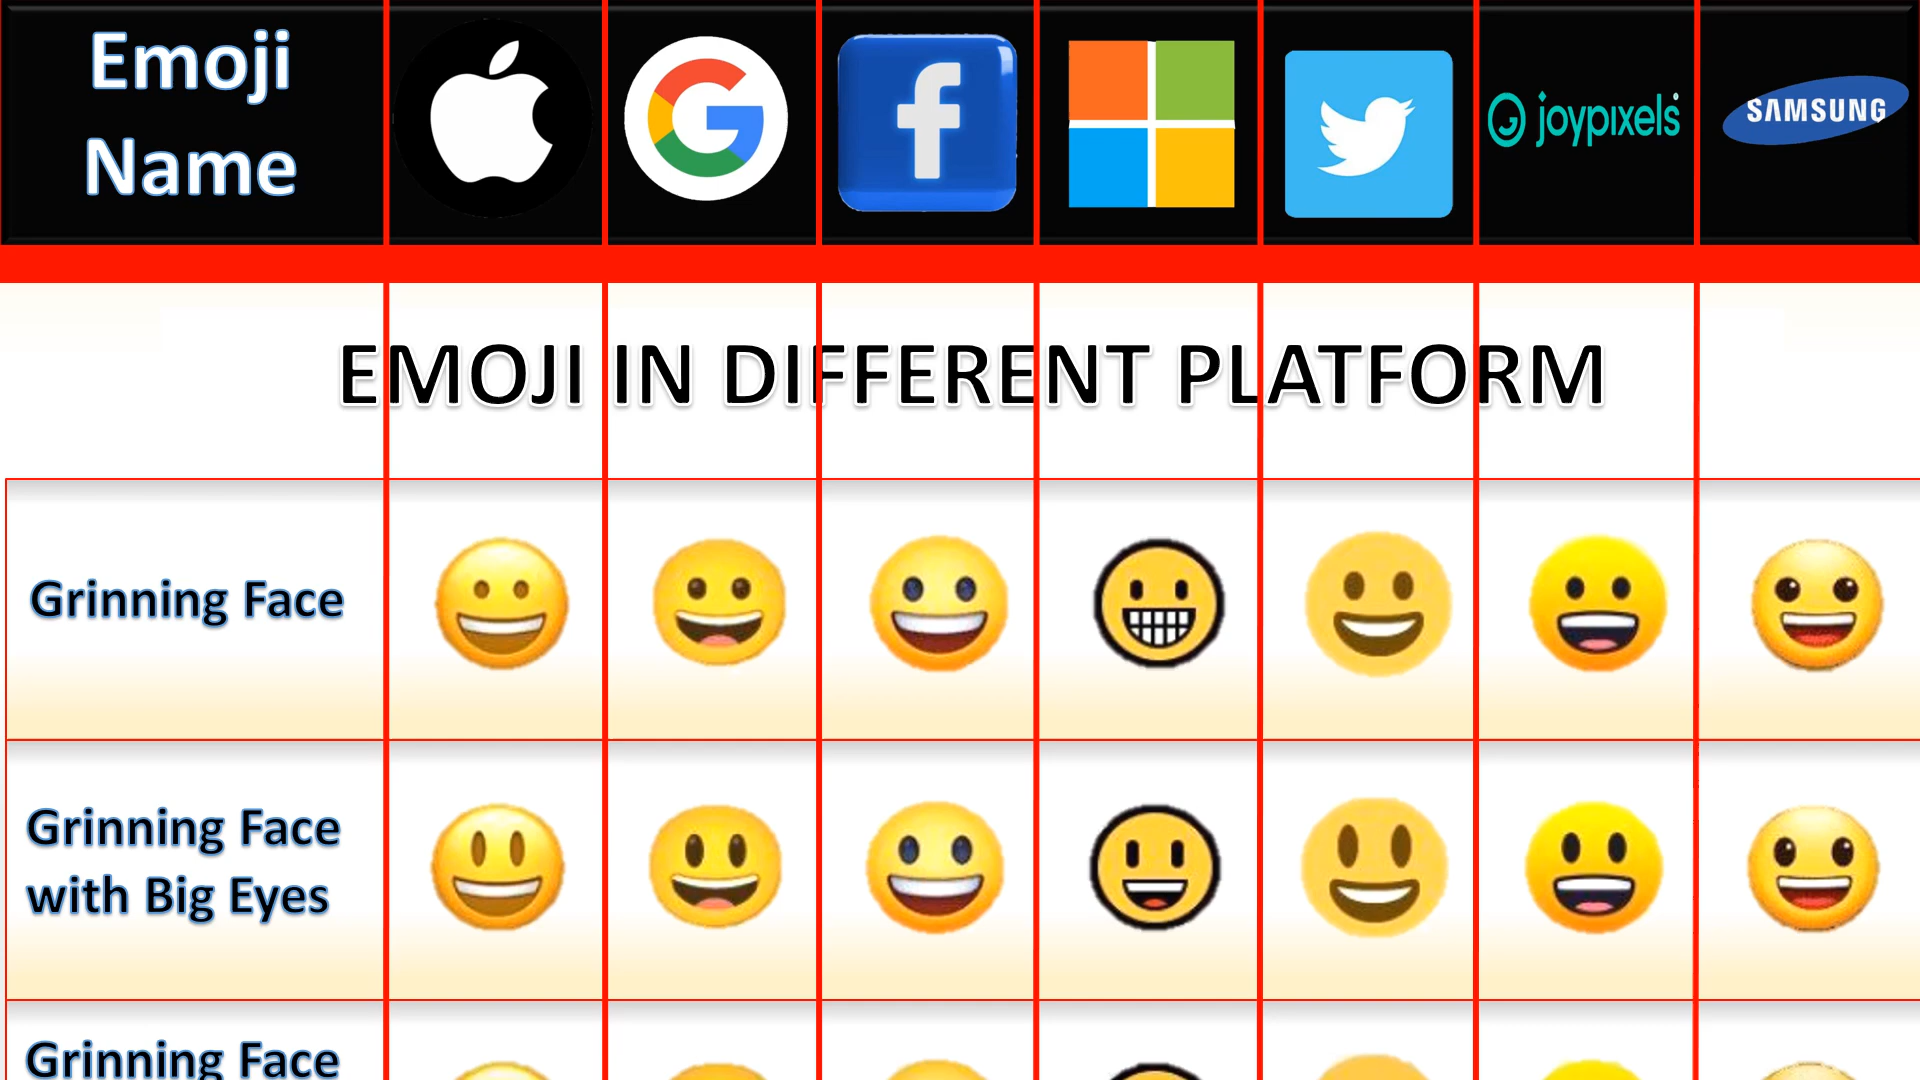 Emoji
Name
joypixels
SAMSUNG
EMOJI IN DIFFERENT PLATFORM
Grinning Face
Grinning Face
with Big Eyes
Grinning Face